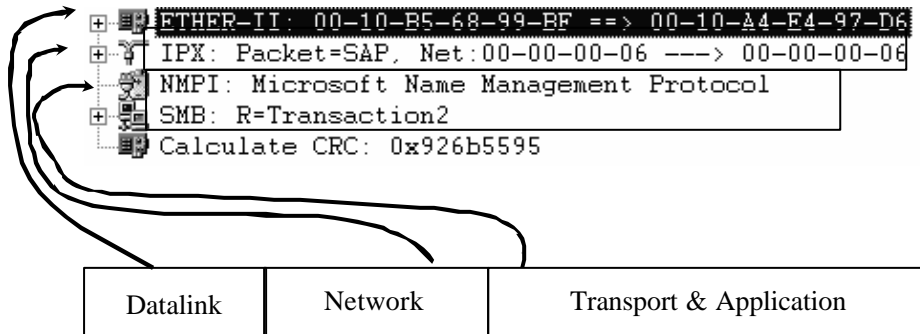 ETHER-II: 00-10-B5-68-99-BF ==> 00-10-A4-E4-97-D6
IPX: Packet=SAP, Net:00-00-00-06 ---> 00-00-00-06
NMPI: Microsoft Name Management Protocol
SMB: R=Transaction2
Calculate CRC: 0x926b5595
Datalink
Network
Transport & Application